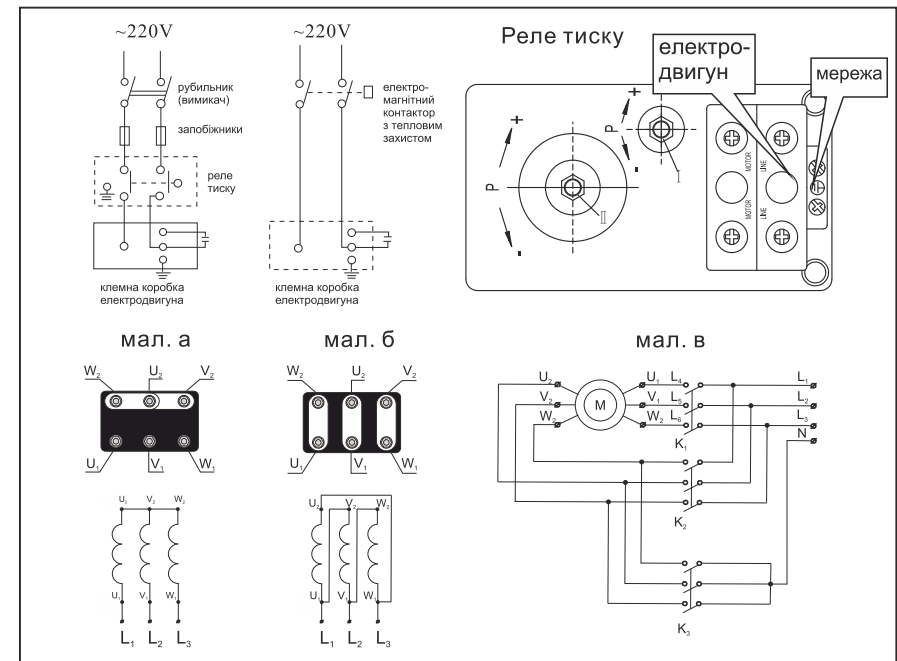 ~220V
рубильник
(вимикач)
запобіжники
реле
тиску
клемна коробка
електродвигуна
~220V
електро-
магнітний
контактор
з тепловим
захистом
клемна коробка
електродвигуна
Реле тиску
електро-
двигун
мережа
+
P
-
+
P
-
I
II
MOTOR
LINE
MOTOR
LINE
мал. а
W₂ U₂ V₂
U₁ V₁ W₁
U₂ V₂ W₂
U₁ V₁ W₁
L₁ L₂ L₃
мал. б
W₂ U₂ V₂
U₁ V₁ W₁
U₂ V₂ W₂
U₁ V₁ W₁
L₁ L₂ L₃
мал. в
U₂ U₁ L₄ L₁
V₂ M V₁ L₅ L₂
W₂ W₂ L₆ L₃
K₁ N
K₂
K₃